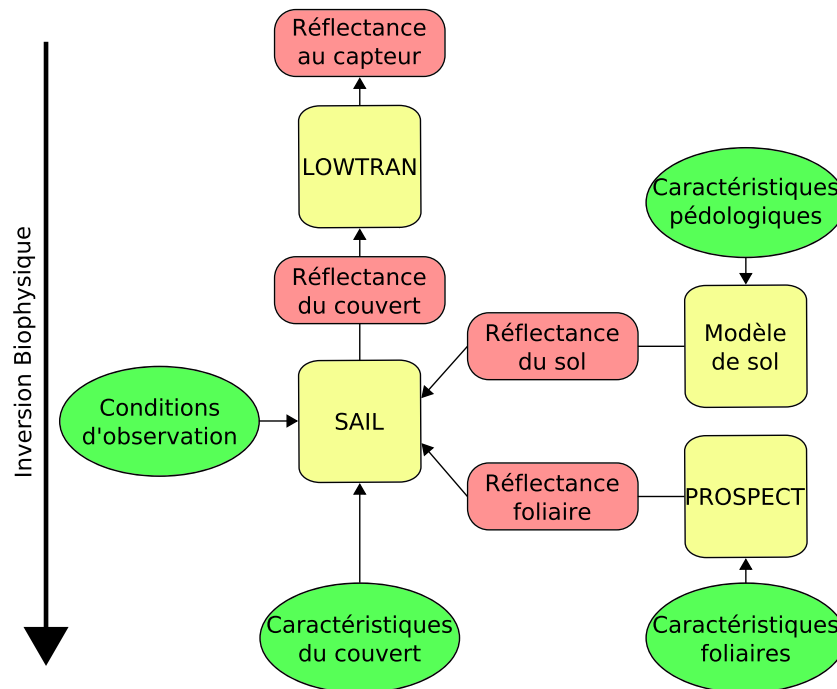 Réflectance
au capteur
LOWTRAN
Caractéristiques
pédologiques
Inversion Biophysique
Réflectance
du couvert
Réflectance
du sol
Modèle
de sol
Conditions
d'observation
SAIL
Réflectance
foliaire
PROSPECT
Caractéristiques
du couvert
Caractéristiques
foliaires